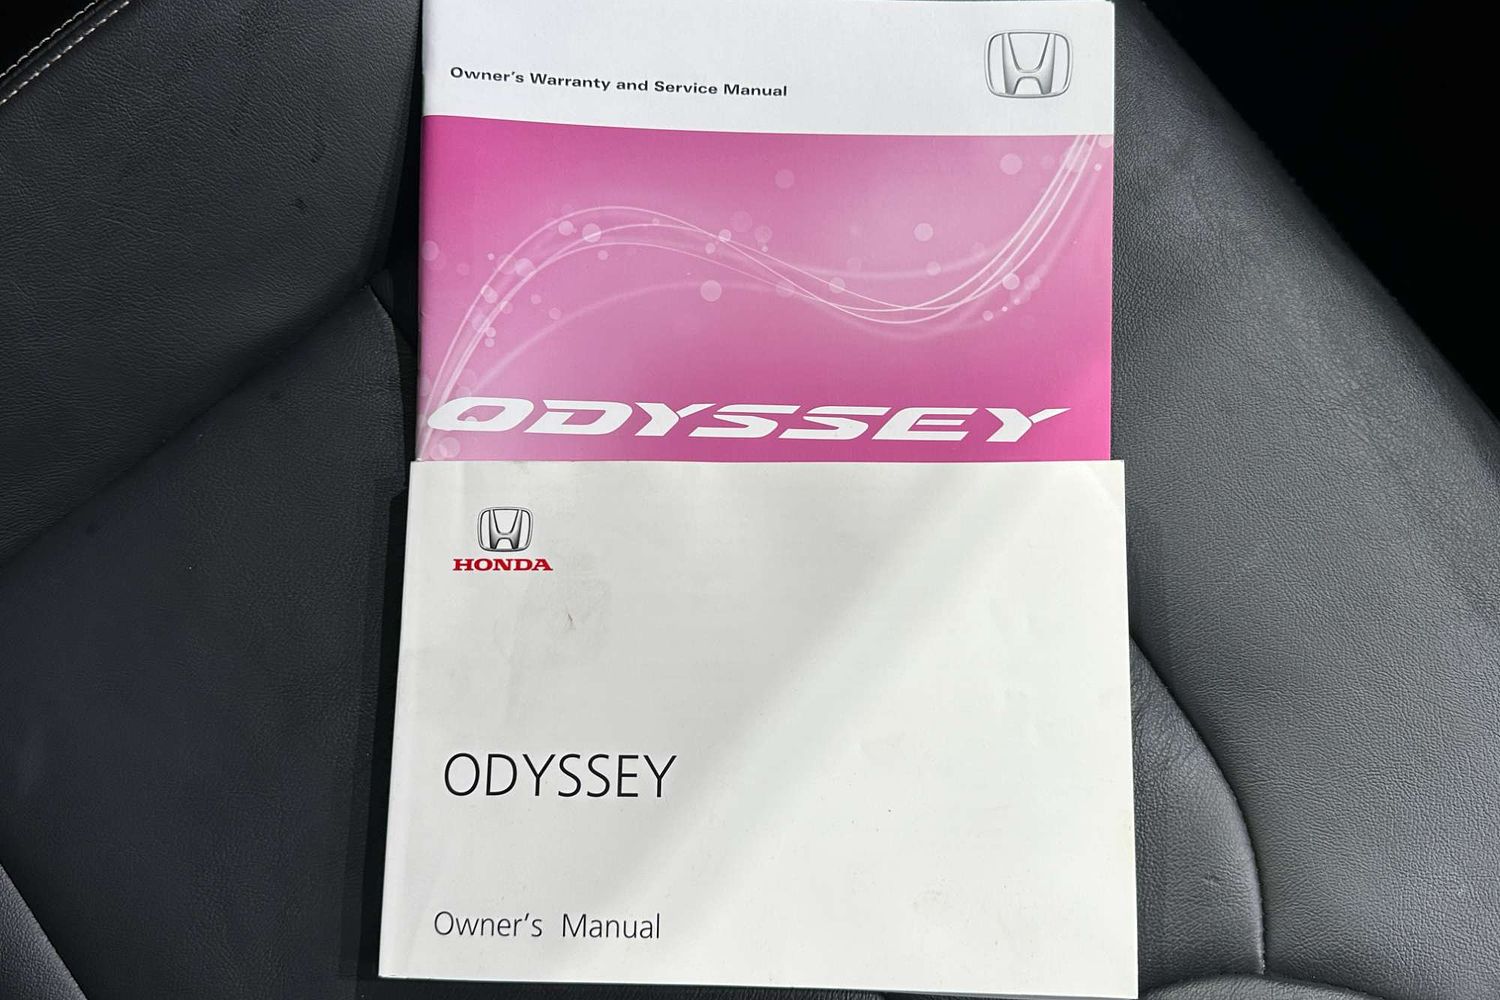 Owner's Warranty and Service Manual
ODYSSEY
HONDA
ODYSSEY
Owner's Manual